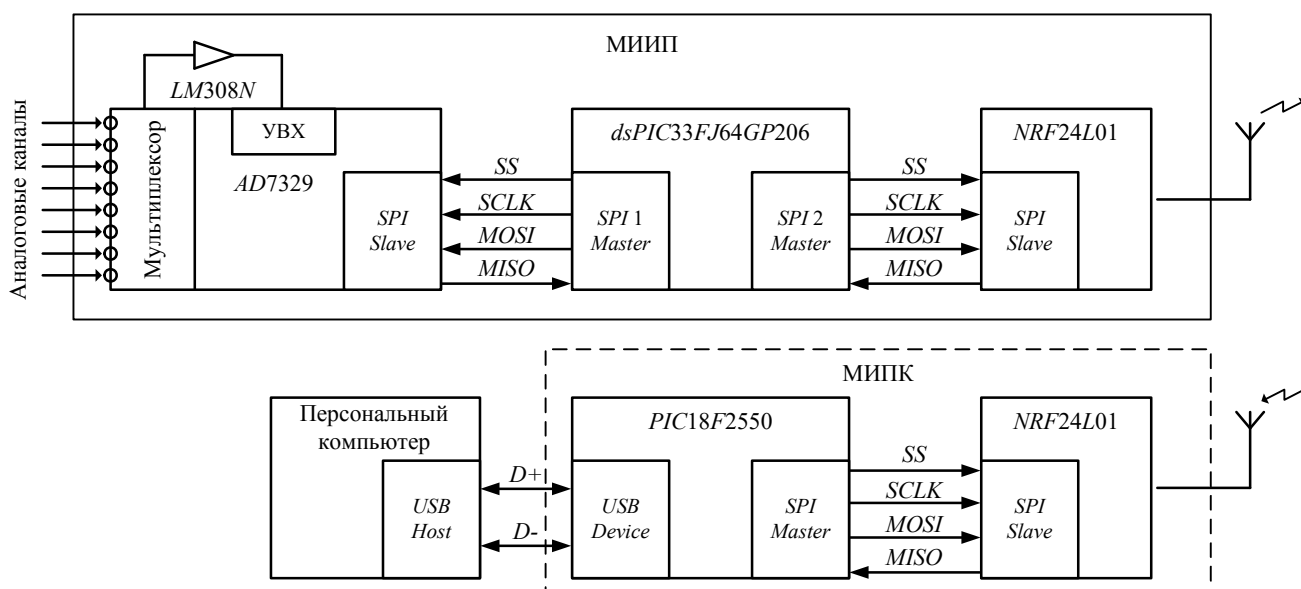 МИИП
LM308N
Аналоговые каналы
Мультиплексор
УВХ
AD7329
SPI
Slave
SS
SCLK
MOSI
MISO
dsPIC33FJ64GP206
SPI 1
Master
SPI 2
Master
SS
SCLK
MOSI
MISO
NRF24L01
SPI
Slave
МИПК
Персональный
компьютер
USB
Host
D+
D-
PIC18F2550
USB
Device
SPI
Master
SS
SCLK
MOSI
MISO
NRF24L01
SPI
Slave